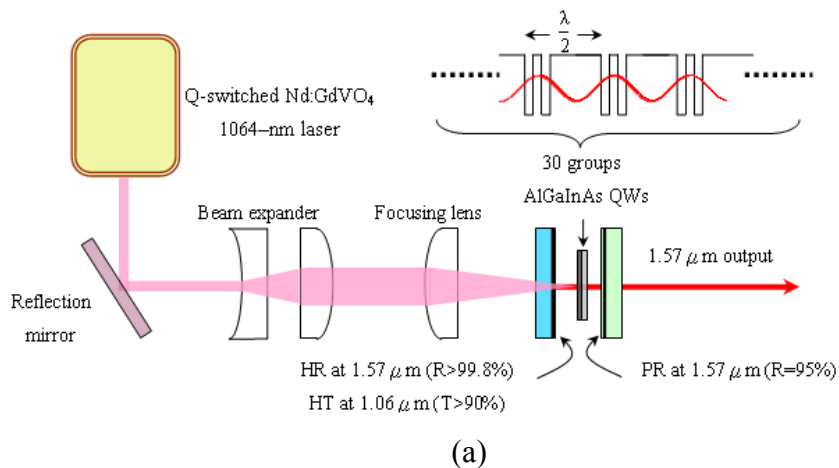 λ
2
Q-switched Nd:GdVO₄
1064–nm laser
30 groups
AlGaInAs QWs
Beam expander
Focusing lens
1.57 μm output
Reflection
mirror
HR at 1.57 μm (R>99.8%)
HT at 1.06 μm (T>90%)
PR at 1.57 μm (R=95%)
(a)